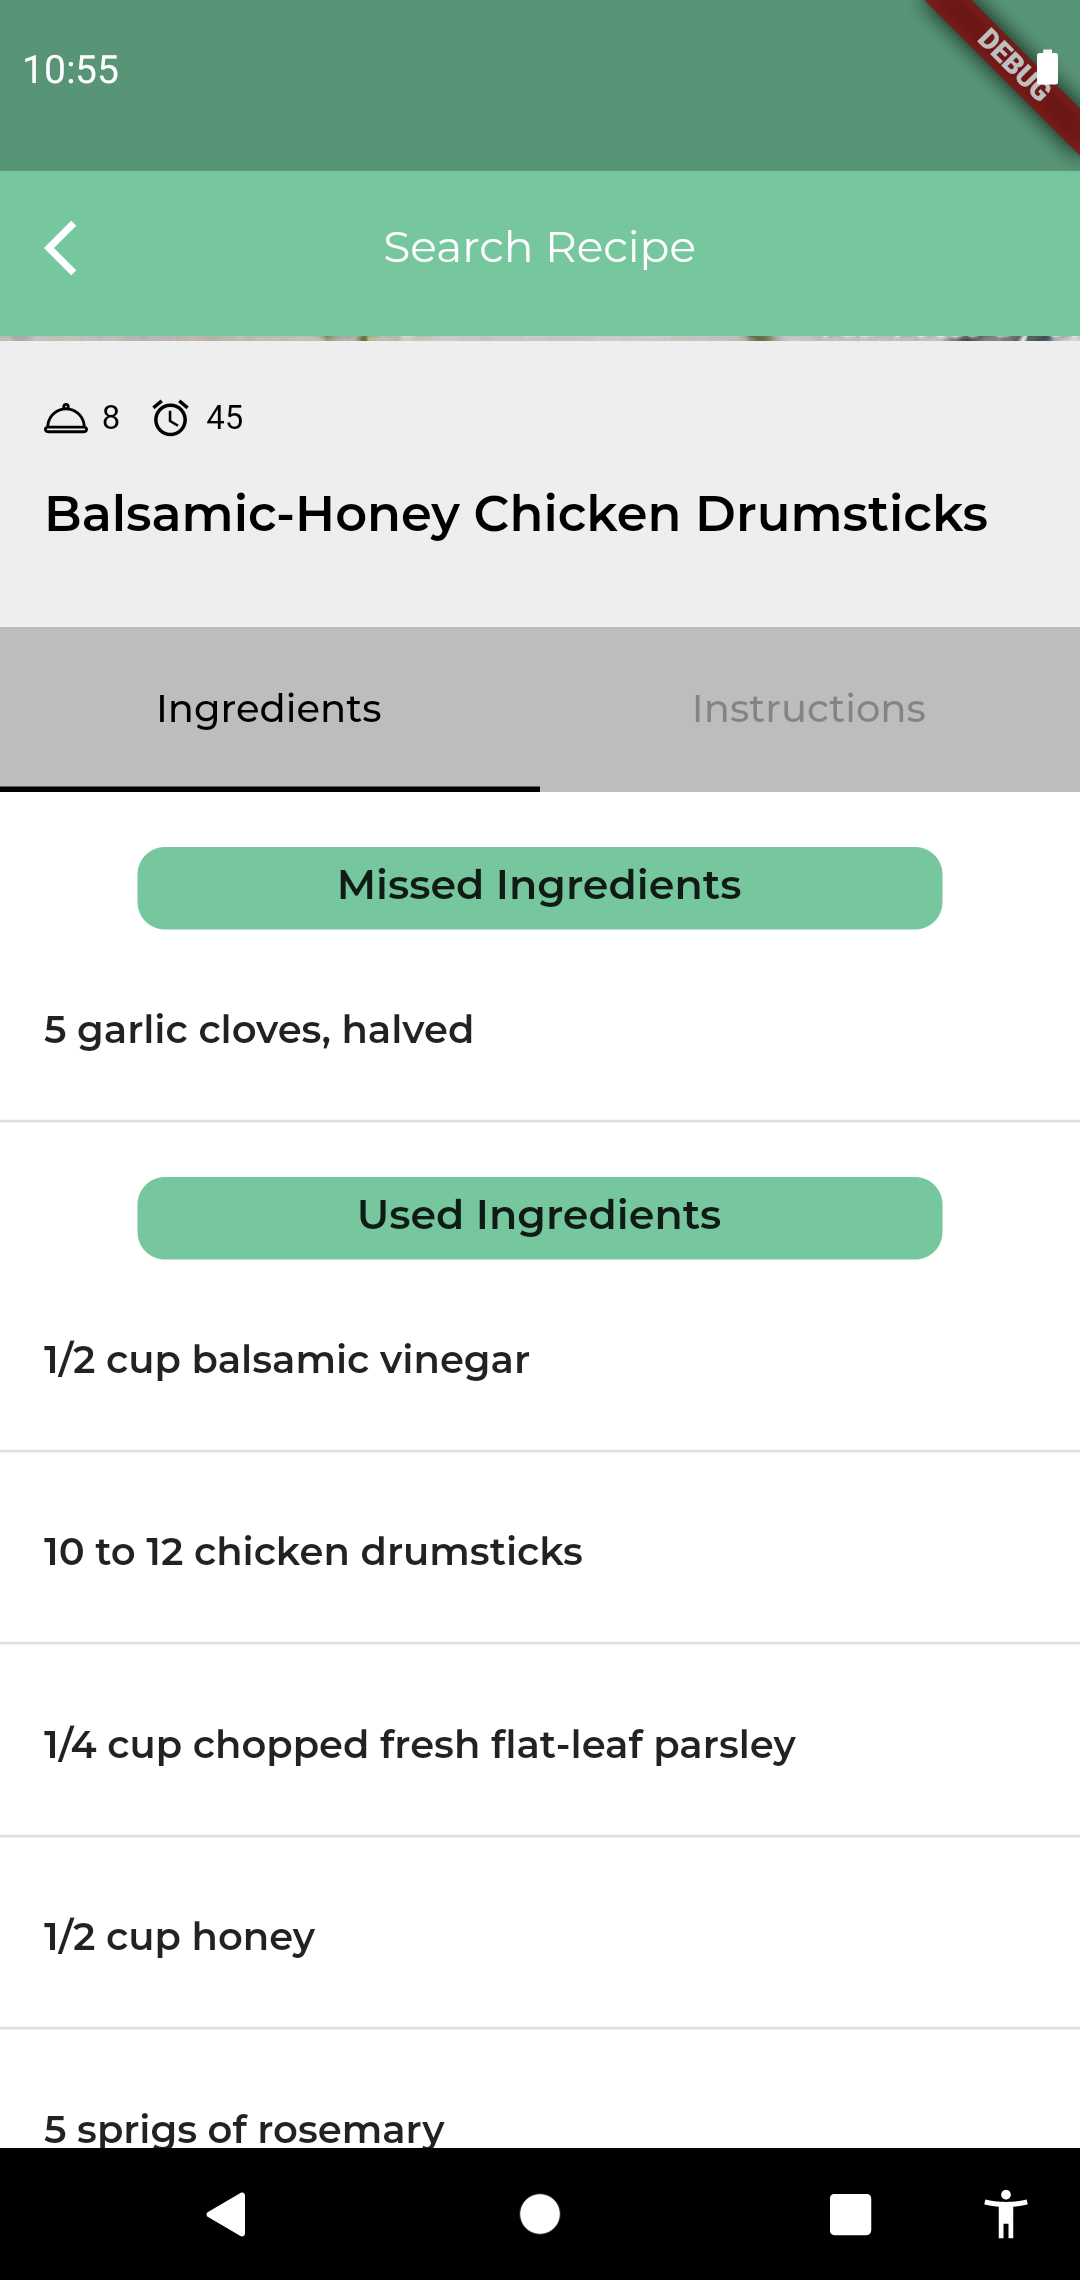 10:55
DEBUG
Search Recipe
8 45
Balsamic-Honey Chicken Drumsticks
Ingredients Instructions
Missed Ingredients
5 garlic cloves, halved
Used Ingredients
1/2 cup balsamic vinegar
10 to 12 chicken drumsticks
1/4 cup chopped fresh flat-leaf parsley
1/2 cup honey
5 sprigs of rosemary